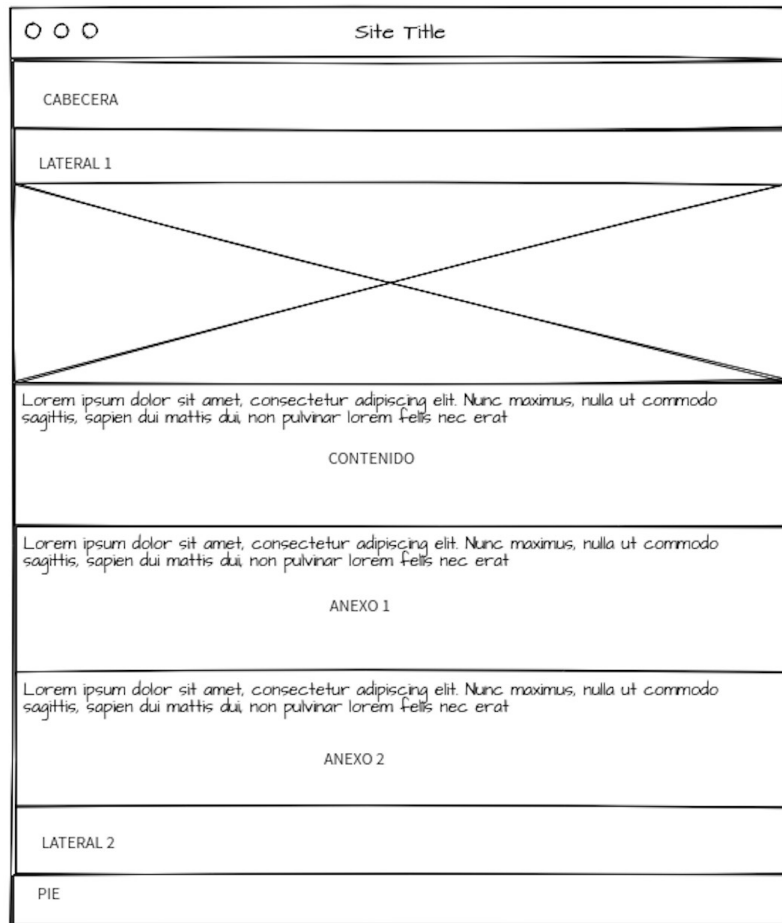 Site Title
CABECERA
LATERAL 1
Lorem ipsum dolor sit amet, consectetur adipiscing elit. Nunc maximus, nulla ut commodo
sagittis, sapien dui mattis dui, non pulvinar lorem felis nec erat
CONTENIDO
Lorem ipsum dolor sit amet, consectetur adipiscing elit. Nunc maximus, nulla ut commodo
sagittis, sapien dui mattis dui, non pulvinar lorem felis nec erat
ANEXO 1
Lorem ipsum dolor sit amet, consectetur adipiscing elit. Nunc maximus, nulla ut commodo
sagittis, sapien dui mattis dui, non pulvinar lorem felis nec erat
ANEXO 2
LATERAL 2
PIE